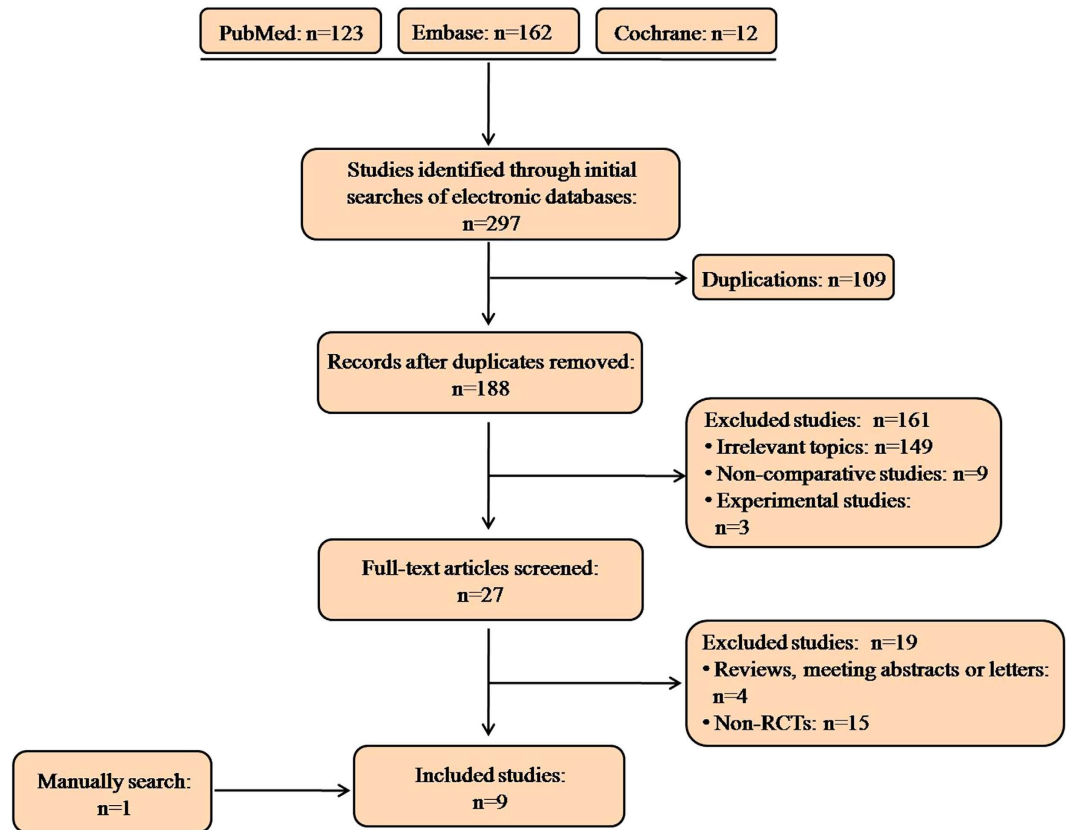 PubMed: n=123
Embase: n=162
Cochrane: n=12
Studies identified through initial
searches of electronic databases:
n=297
Duplications: n=109
Records after duplicates removed:
n=188
Excluded studies: n=161
• Irrelevant topics: n=149
• Non-comparative studies: n=9
• Experimental studies:
n=3
Full-text articles screened:
n=27
Excluded studies: n=19
• Reviews, meeting abstracts or letters:
n=4
• Non-RCTs: n=15
Manually search:
n=1
Included studies:
n=9